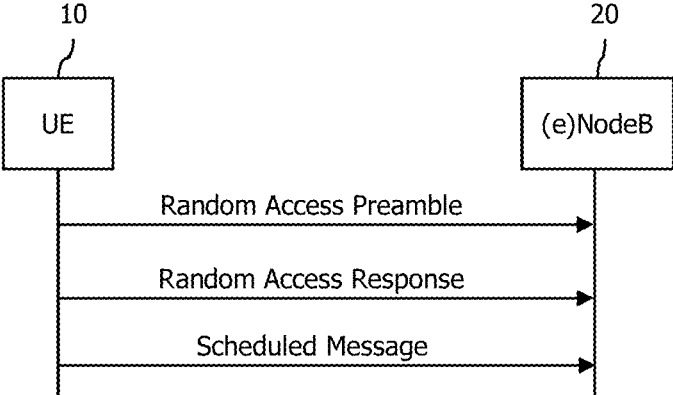 10
20
UE
(e)NodeB
Random Access Preamble
Random Access Response
Scheduled Message